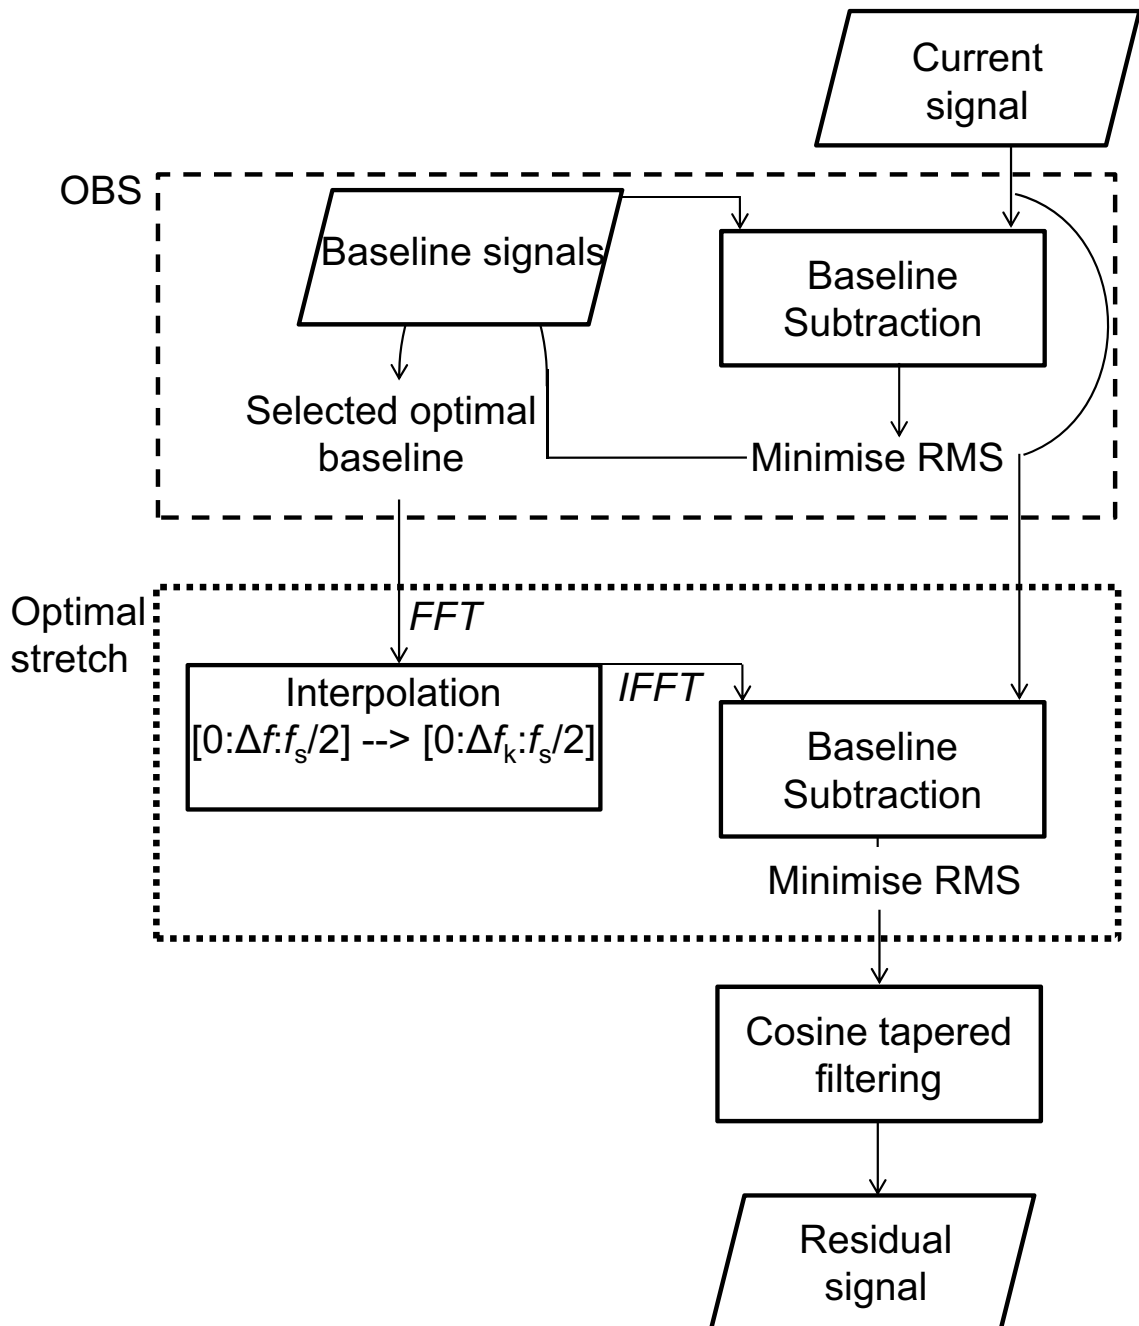 Current
signal
OBS
Baseline signals
Baseline
Subtraction
Selected optimal
baseline
Minimise RMS
Optimal
stretch
FFT
Interpolation
[0:Δf:fs/2] --> [0:Δfk:fs/2]
IFFT
Baseline
Subtraction
Minimise RMS
Cosine tapered
filtering
Residual
signal